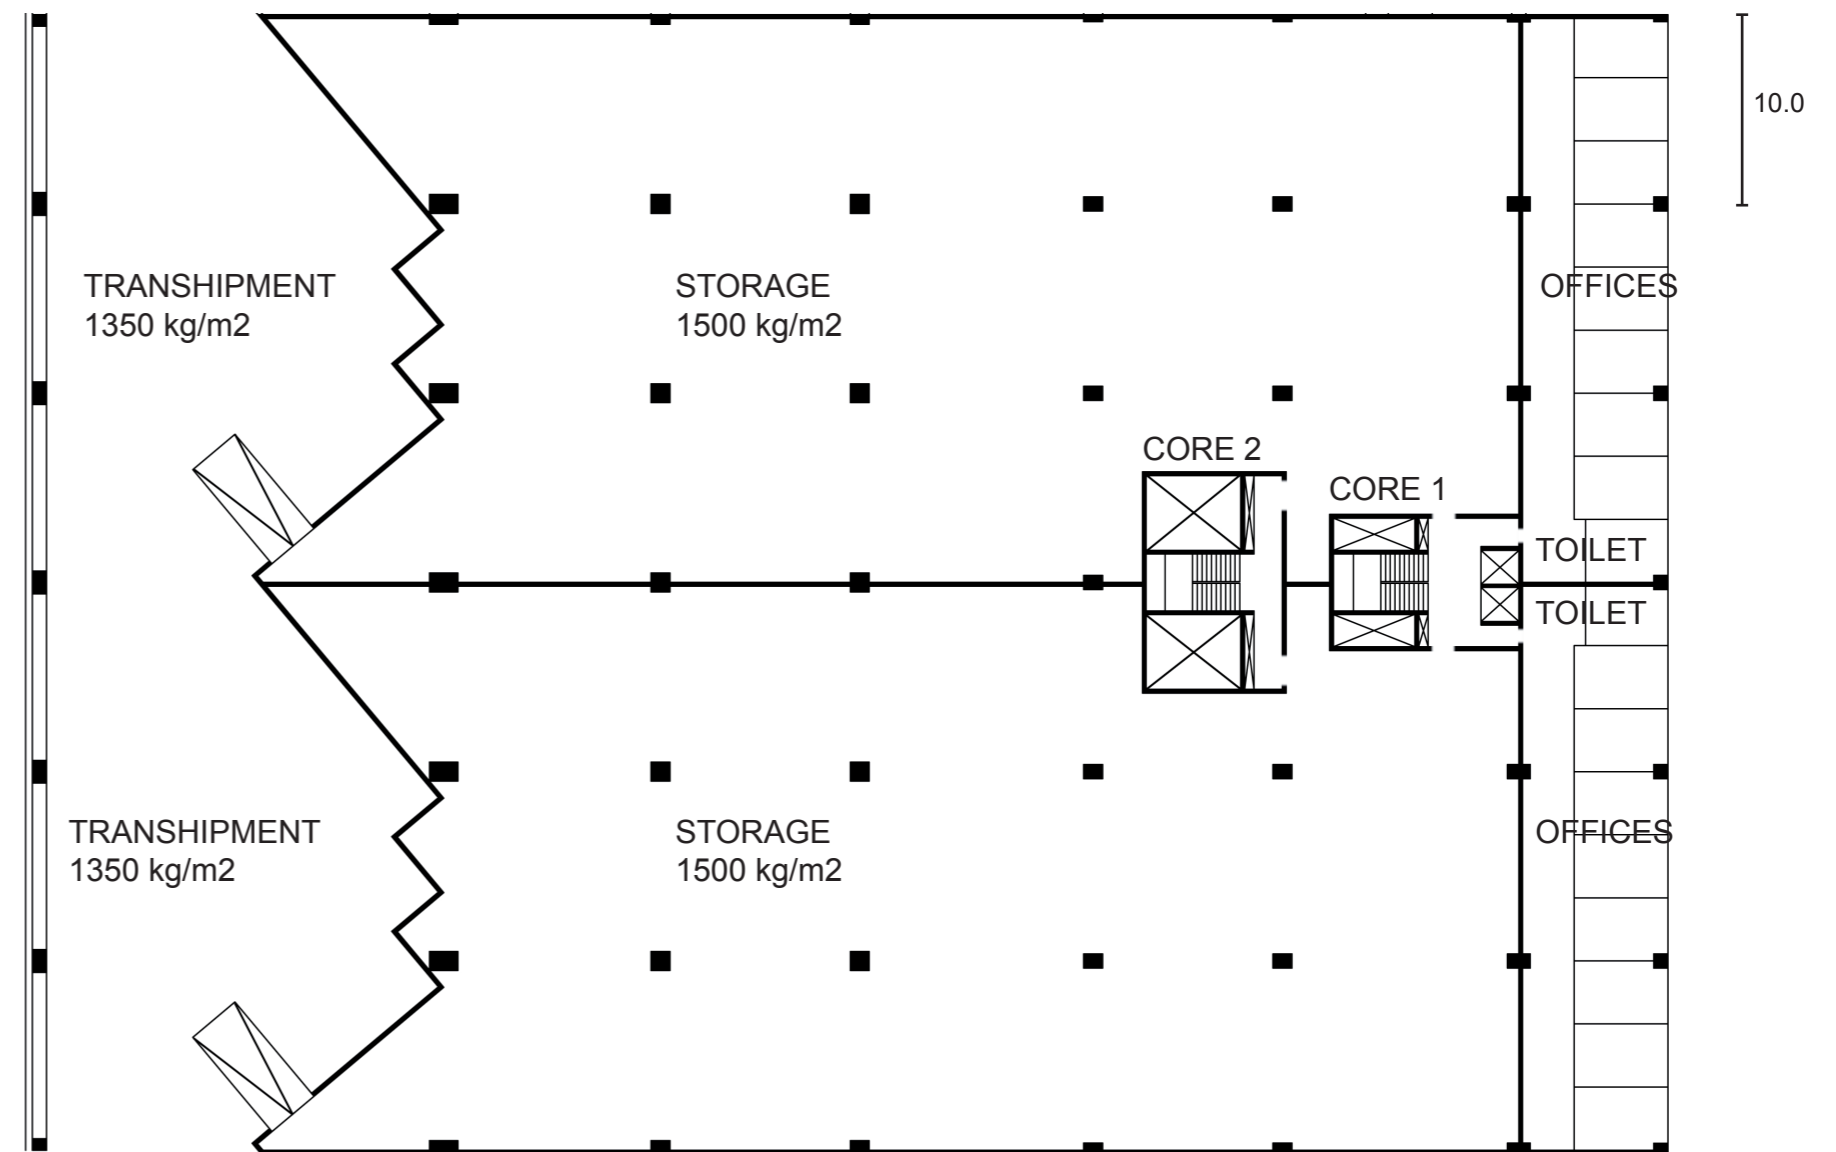 10.0
TRANSHIPMENT
1350 kg/m2
STORAGE
1500 kg/m2
OFFICES
CORE 2
CORE 1
TOILET
TOILET
TRANSHIPMENT
1350 kg/m2
STORAGE
1500 kg/m2
OFFICES